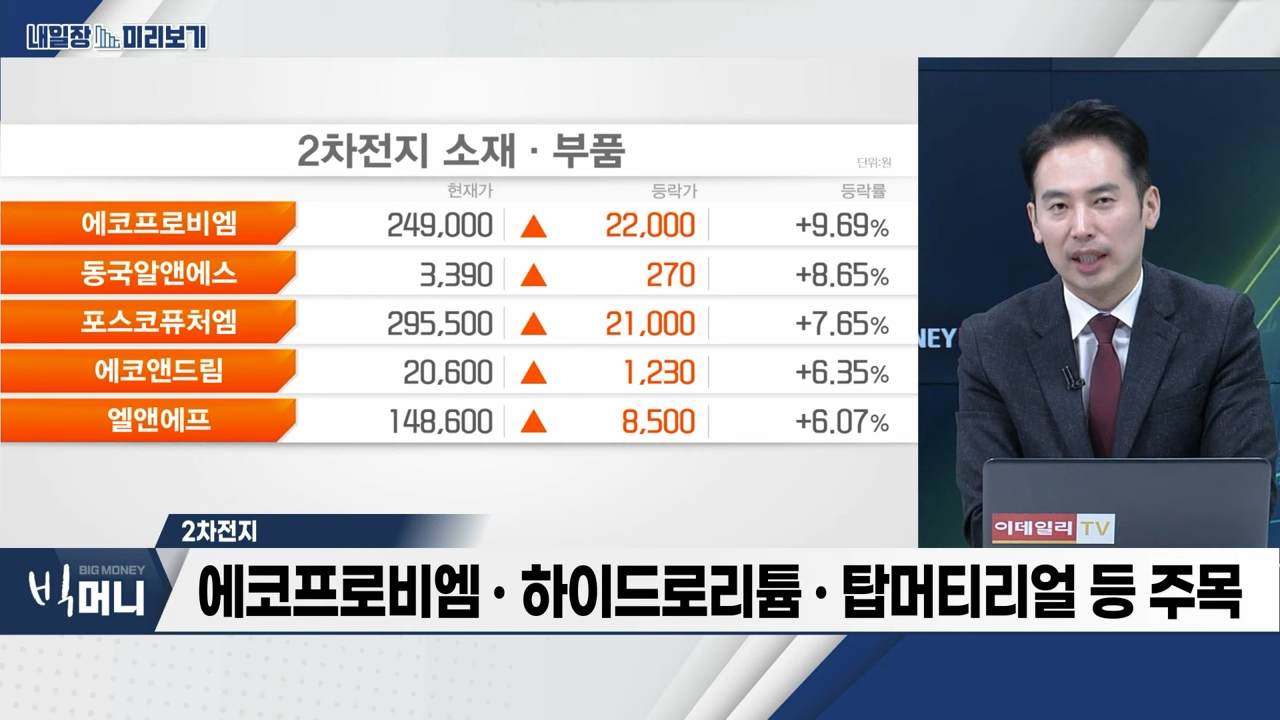 내일장 미리보기
2차전지 소재 · 부품
단위:원
현재가 등락가 등락률
에코프로비엠 249,000 ▲ 22,000 +9.69%
동국알앤에스 3,390 ▲ 270 +8.65%
포스코퓨처엠 295,500 ▲ 21,000 +7.65%
에코앤드림 20,600 ▲ 1,230 +6.35%
엘앤에프 148,600 ▲ 8,500 +6.07%
NEY
이데일리 TV
2차전지
BIG MONEY
빅머니
에코프로비엠 · 하이드로리튬 · 탑머티리얼 등 주목